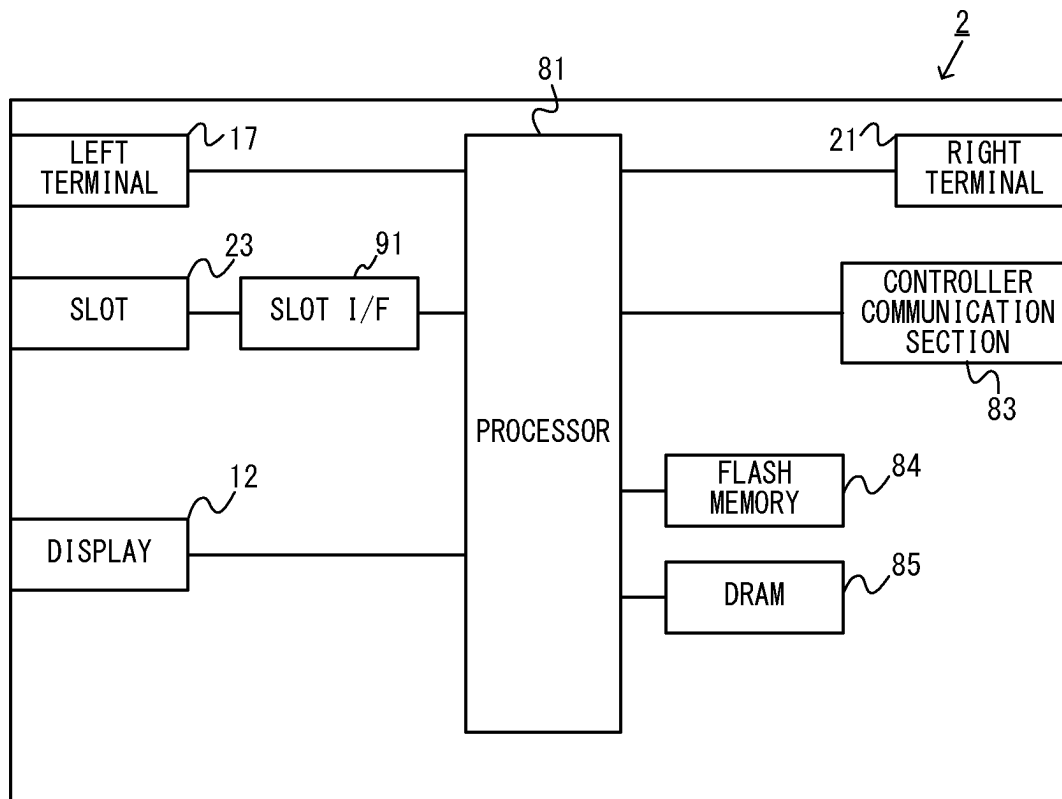 2
81
LEFT
TERMINAL
17
21
RIGHT
TERMINAL
23
91
SLOT
SLOT I/F
CONTROLLER
COMMUNICATION
SECTION
83
PROCESSOR
12
DISPLAY
FLASH
MEMORY
84
DRAM
85